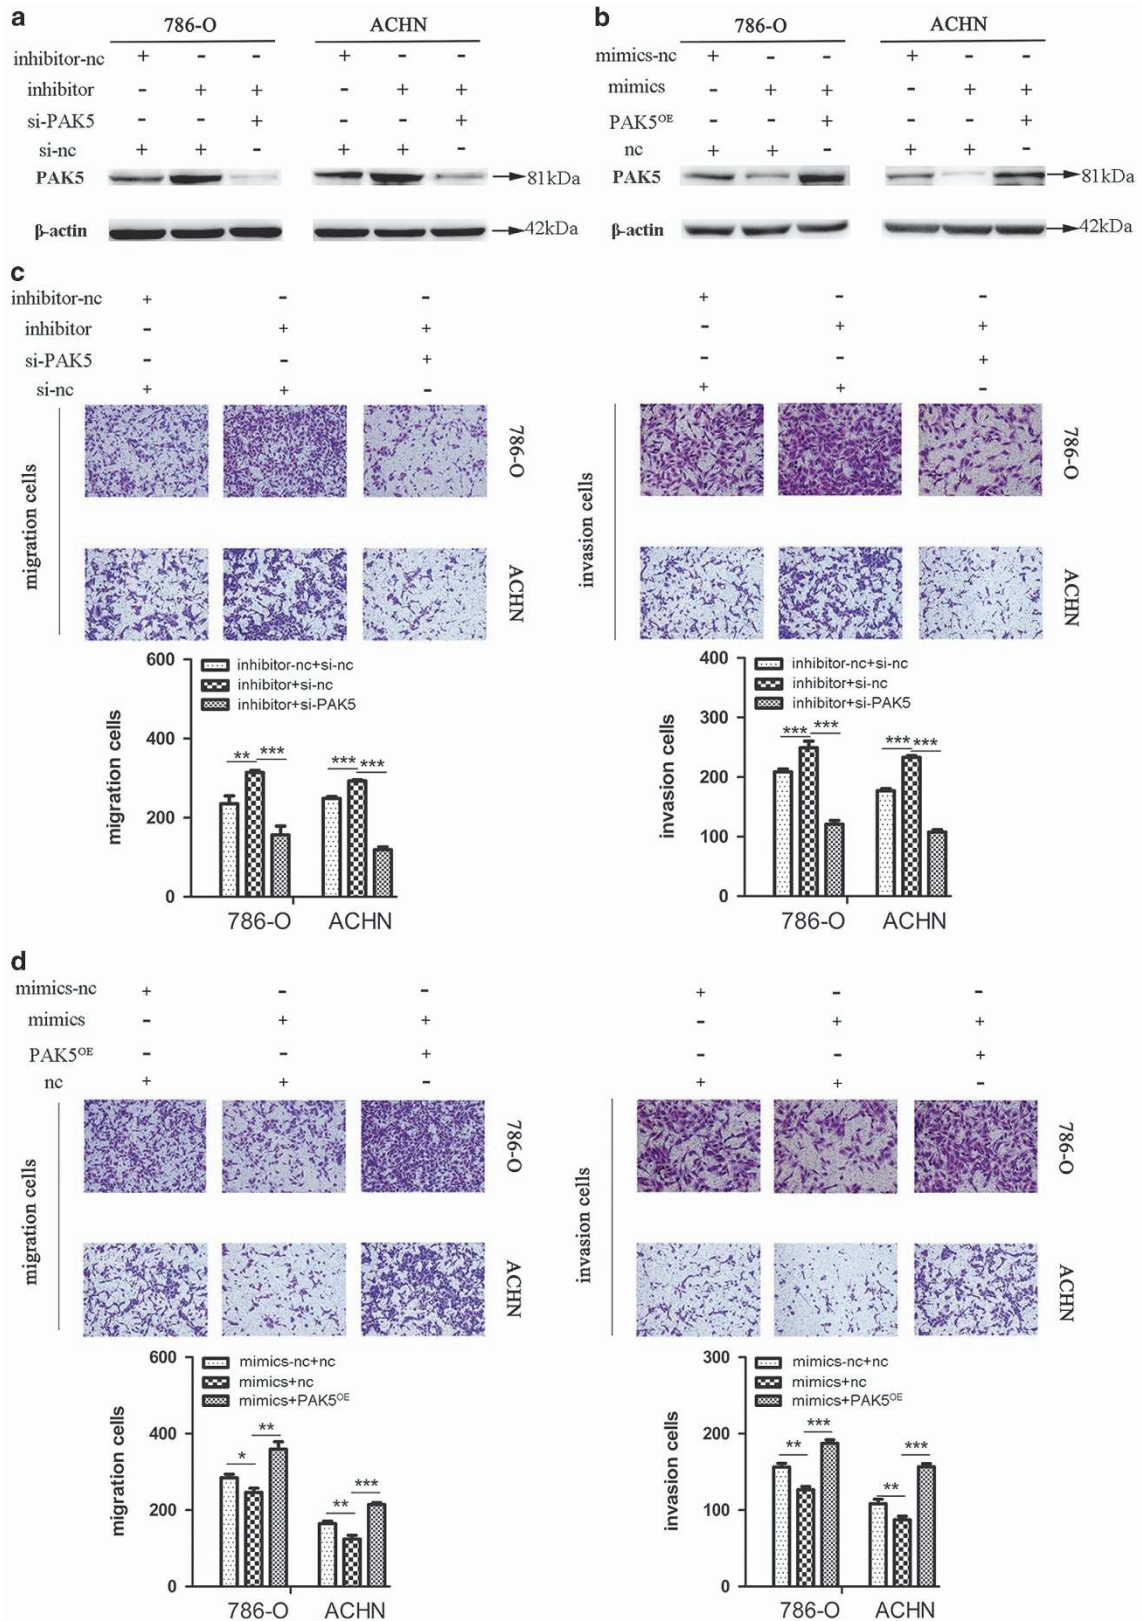 a
786-O ACHN
inhibitor-nc + - - + - -
inhibitor - + + - + +
si-PAK5 - - + - - +
si-nc + + - + + -
PAK5 81kDa
β-actin 42kDa
b
786-O ACHN
mimics-nc + - - + - -
mimics - + + - + +
PAK5OE - - + - - +
nc + + - + + -
PAK5 81kDa
β-actin 42kDa
c
inhibitor-nc + - - + - -
inhibitor - + + - + +
si-PAK5 - - + - - +
si-nc + + - + + -
migration cells
786-O
ACHN
invasion cells
786-O
ACHN
migration cells
600
400
200
0
inhibitor-nc+si-nc
inhibitor+si-nc
inhibitor+si-PAK5
** *** *** ***
786-O ACHN
invasion cells
400
300
200
100
0
inhibitor-nc+si-nc
inhibitor+si-nc
inhibitor+si-PAK5
*** *** *** ***
786-O ACHN
d
mimics-nc + - - + - -
mimics - + + - + +
PAK5OE - - + - - +
nc + + - + + -
migration cells
786-O
ACHN
invasion cells
786-O
ACHN
migration cells
600
400
200
0
mimics-nc+nc
mimics+nc
mimics+PAK5OE
* ** ** ***
786-O ACHN
invasion cells
300
200
100
0
mimics-nc+nc
mimics+nc
mimics+PAK5OE
** *** ** ***
786-O ACHN